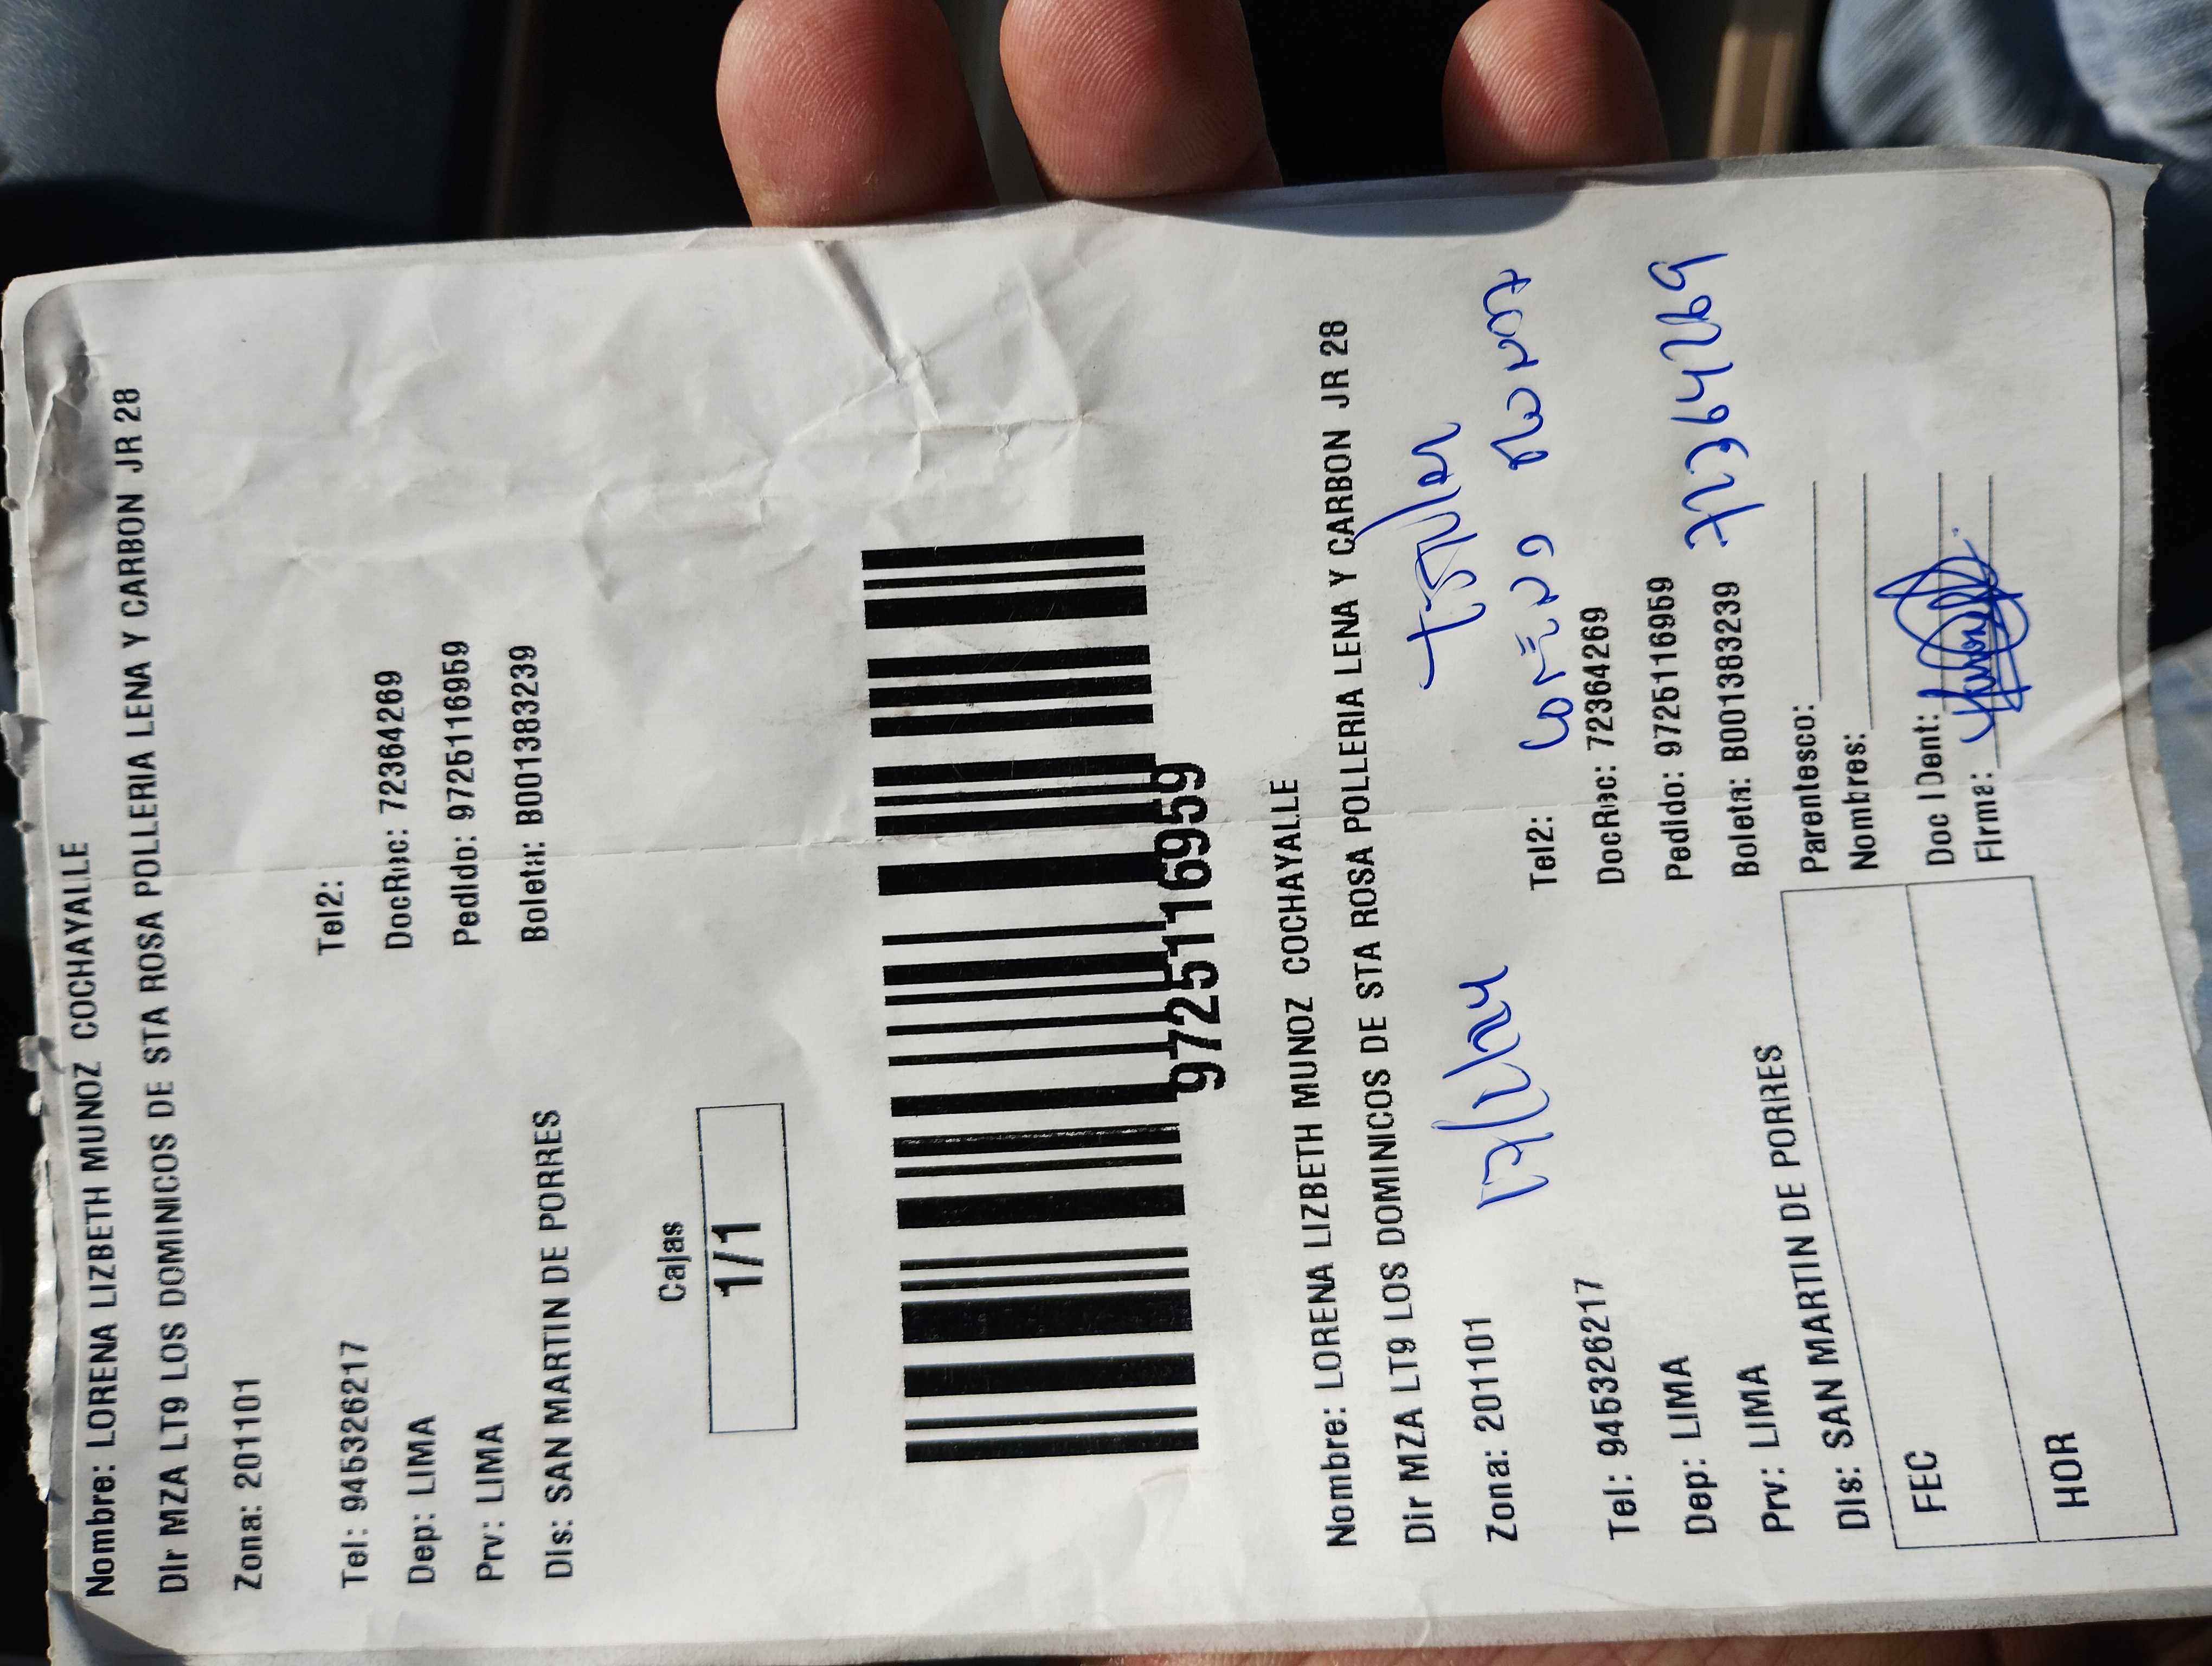 Nombre: LORENA LIZBETH MUNOZ COCHAYALLE
Dir MZA LT9 LOS DOMINICOS DE STA ROSA POLLERIA LENA Y CARBON JR 28
Zona: 201101
Tel: 945326217
Tel2:
Dep: LIMA
DocRec: 72364269
Prv: LIMA
Pedido: 9725116959
Dis: SAN MARTIN DE PORRES
Boleta: B001383239
Cajas
1/1
9725116959
Nombre: LORENA LIZBETH MUNOZ COCHAYALLE
Dir MZA LT9 LOS DOMINICOS DE STA ROSA POLLERIA LENA Y CARBON JR 28
Zona: 201101
Tel: 945326217
Tel2:
Dep: LIMA
DocRec: 72364269
Prv: LIMA
Pedido: 9725116959
72364269
Dis: SAN MARTIN DE PORRES
Boleta: B001383239
FEC
Parentesco:
Nombres:
HOR
Doc IDent:
Firma: